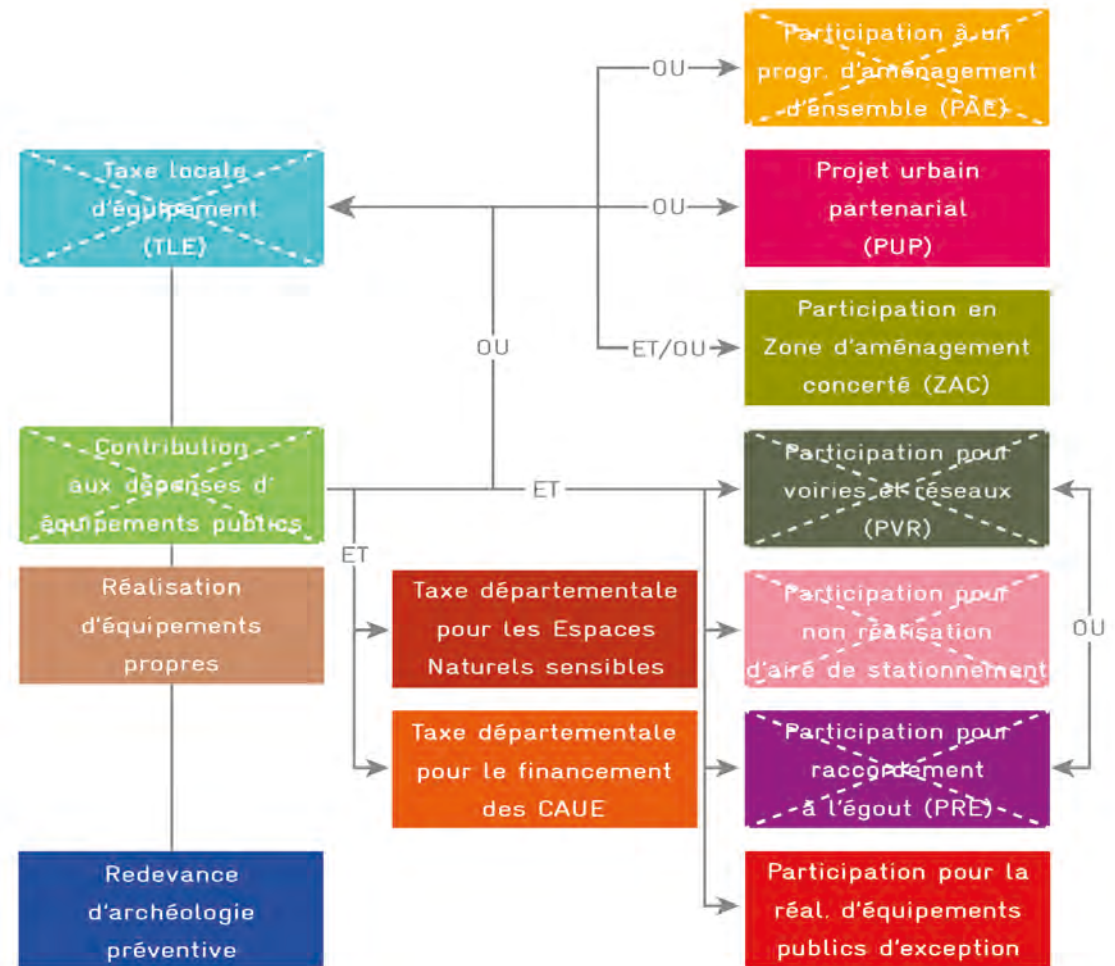 Taxe locale
d'équipement
(TLE)
Contribution
aux dépenses d'
équipements publics
Réalisation
d'équipements
propres
Redevance
d'archéologie
préventive
OU
ET
ET
Taxe départementale
pour les Espaces
Naturels sensibles
Taxe départementale
pour le financement
des CAUE
OU
OU
ET/OU
Participation à un
progr. d'aménagement
d'ensemble (PAE)
Projet urbain
partenarial
(PUP)
Participation en
Zone d'aménagement
concerté (ZAC)
Participation pour
voiries et réseaux
(PVR)
Participation pour
non réalisation
d'aire de stationnement
Participation pour
raccordement
à l'égout (PRE)
Participation pour la
réal. d'équipements
publics d'exception
OU